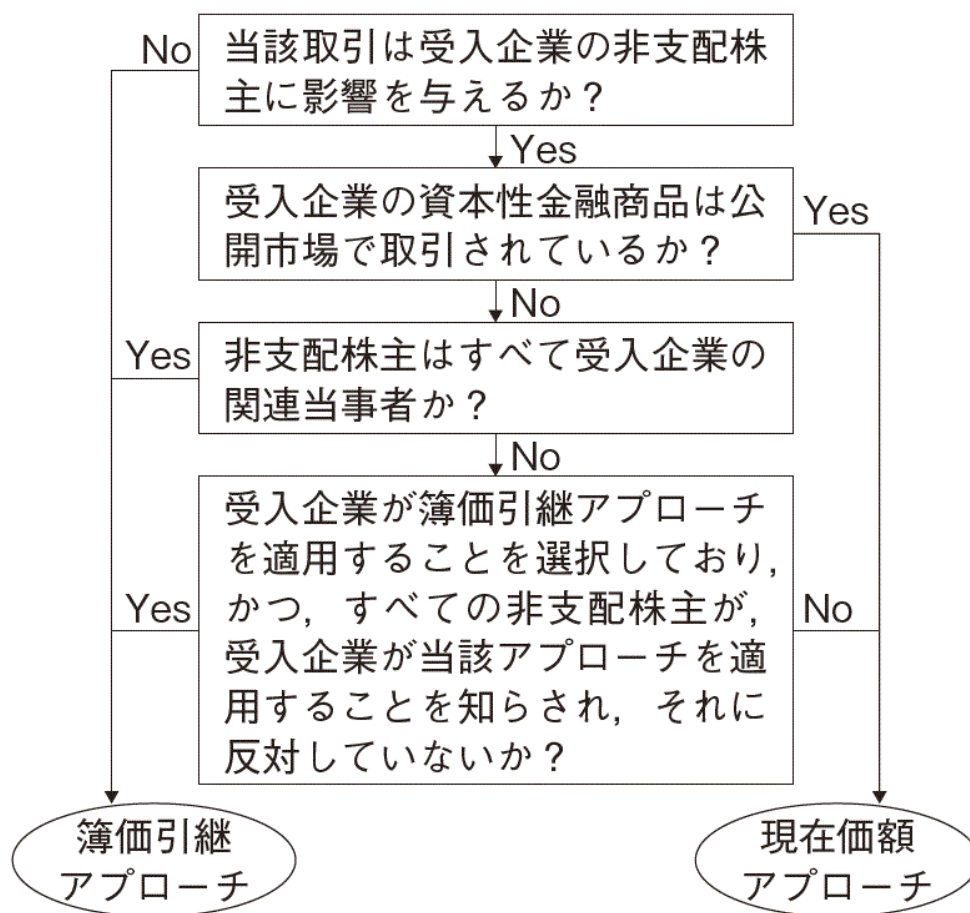 No
当該取引は受入企業の非支配株
主に影響を与えるか？
Yes
受入企業の資本性金融商品は公
開市場で取引されているか？
Yes
No
Yes
非支配株主はすべて受入企業の
関連当事者か？
No
受入企業が簿価引継アプローチ
を適用することを選択しており，
かつ，すべての非支配株主が，
受入企業が当該アプローチを適
用することを知らされ，それに
反対していないか？
Yes
No
簿価引継
アプローチ
現在価額
アプローチ